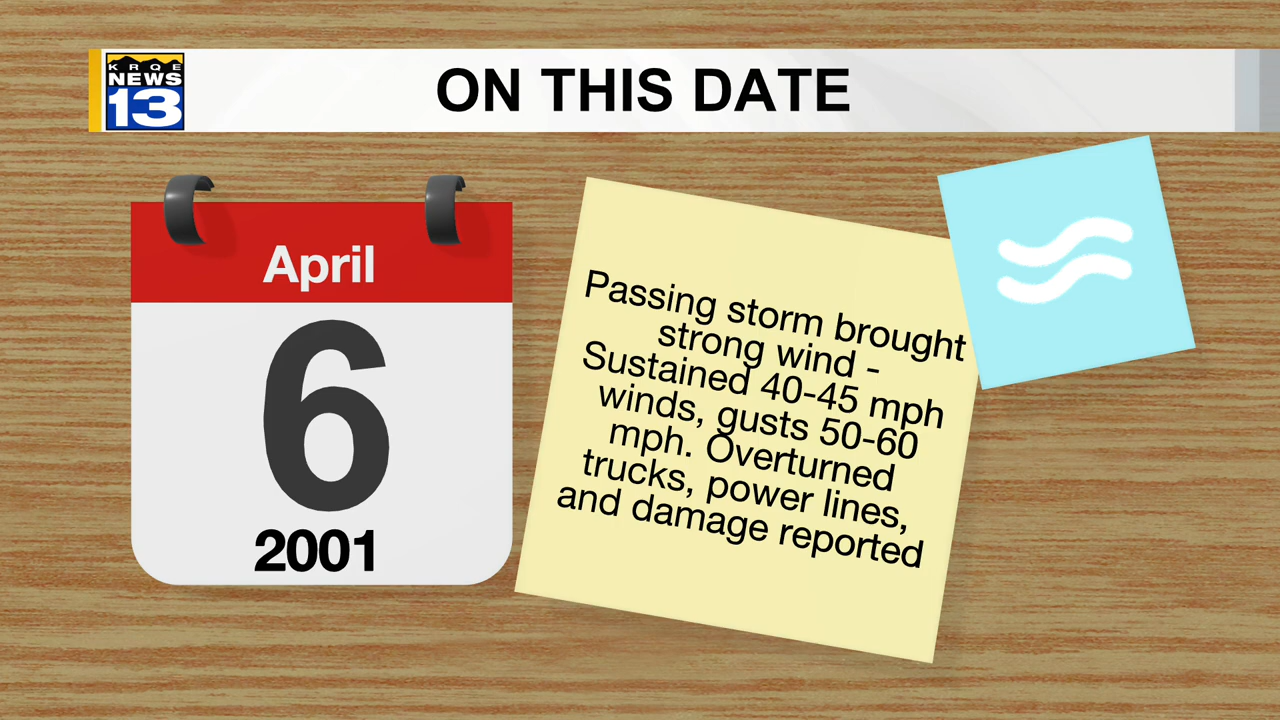 KRQE
NEWS
13
ON THIS DATE
April
6
2001
Passing storm brought
strong wind -
Sustained 40-45 mph
winds, gusts 50-60
mph. Overturned
trucks, power lines,
and damage reported